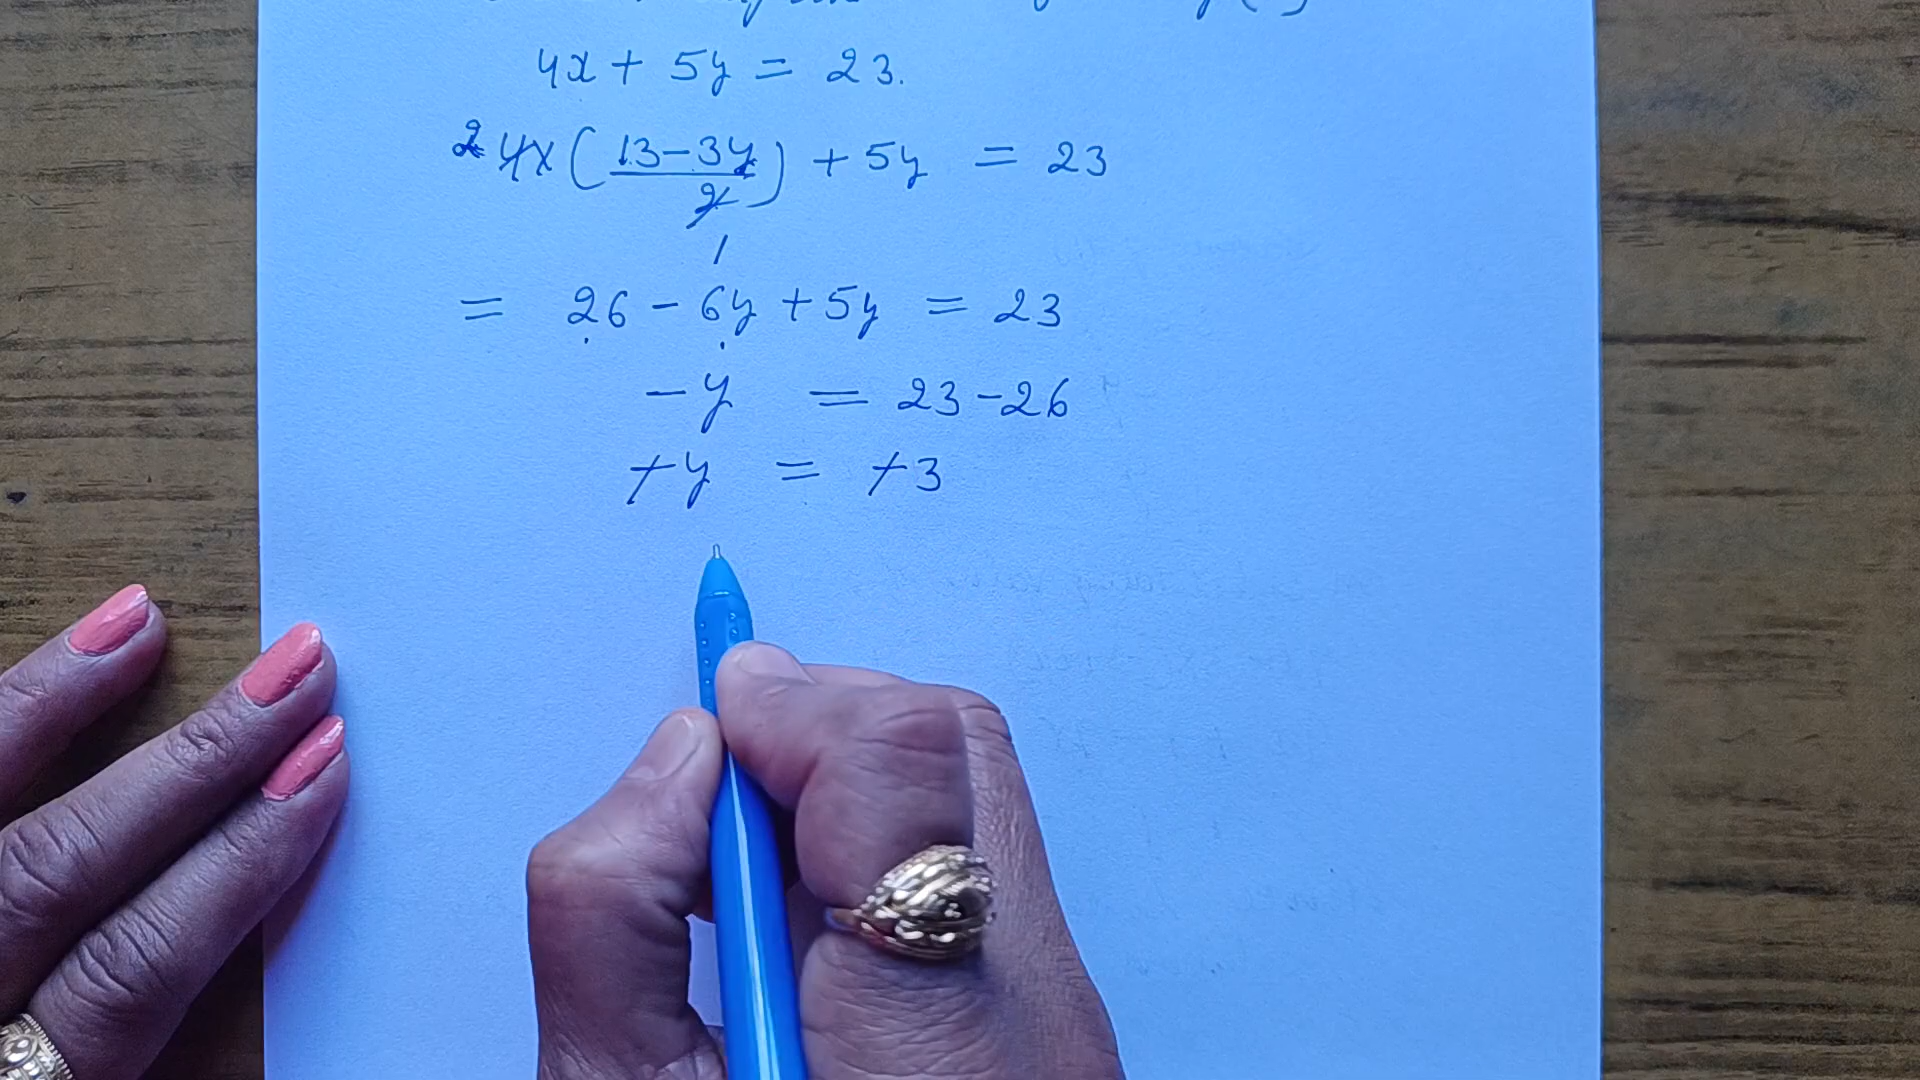 4x + 5y = 23.
2 4x (13-3y/2) + 5y = 23
1
= 26 - 6y + 5y = 23
-y = 23-26
+y = +3